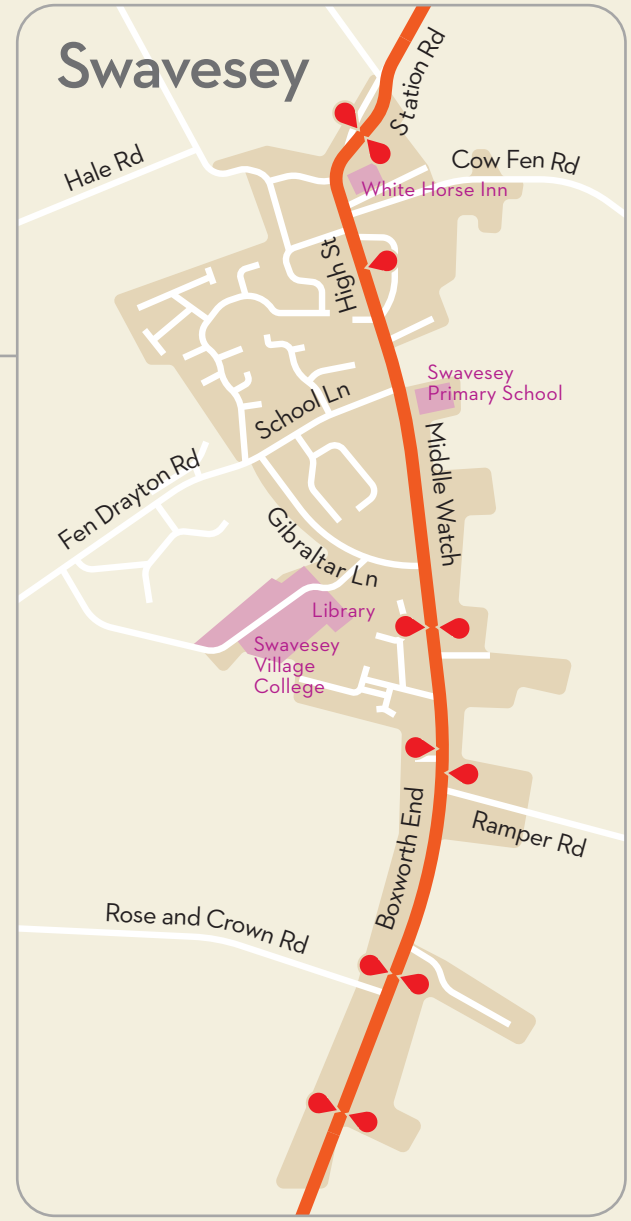 Swavesey
Station Rd
Hale Rd
Cow Fen Rd
White Horse Inn
High St
Swavesey
Primary School
School Ln
Middle Watch
Fen Drayton Rd
Gibraltar Ln
Library
Swavesey
Village
College
Boxworth End
Ramper Rd
Rose and Crown Rd